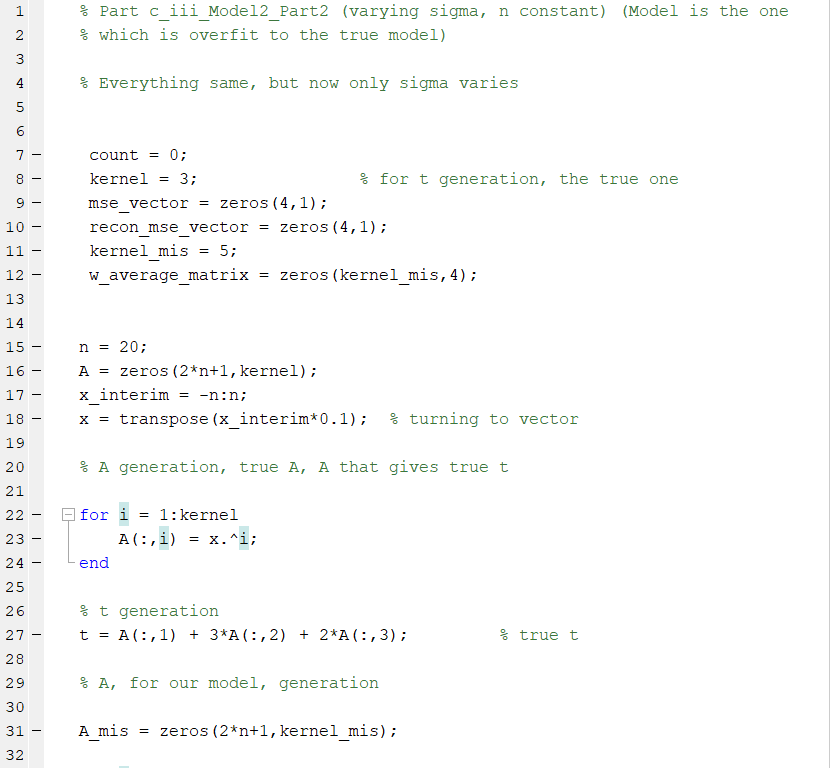 1 % Part c_iii_Model2_Part2 (varying sigma, n constant) (Model is the one
2 % which is overfit to the true model)
3
4 % Everything same, but now only sigma varies
5
6
7 – count = 0;
8 – kernel = 3; % for t generation, the true one
9 – mse_vector = zeros(4,1);
10 – recon_mse_vector = zeros(4,1);
11 – kernel_mis = 5;
12 – w_average_matrix = zeros(kernel_mis,4);
13
14
15 – n = 20;
16 – A = zeros(2*n+1,kernel);
17 – x_interim = -n:n;
18 – x = transpose(x_interim*0.1); % turning to vector
19
20 % A generation, true A, A that gives true t
21
22 – for i = 1:kernel
23 – A(:,i) = x.^i;
24 – end
25
26 % t generation
27 – t = A(:,1) + 3*A(:,2) + 2*A(:,3); % true t
28
29 % A, for our model, generation
30
31 – A_mis = zeros(2*n+1,kernel_mis);
32